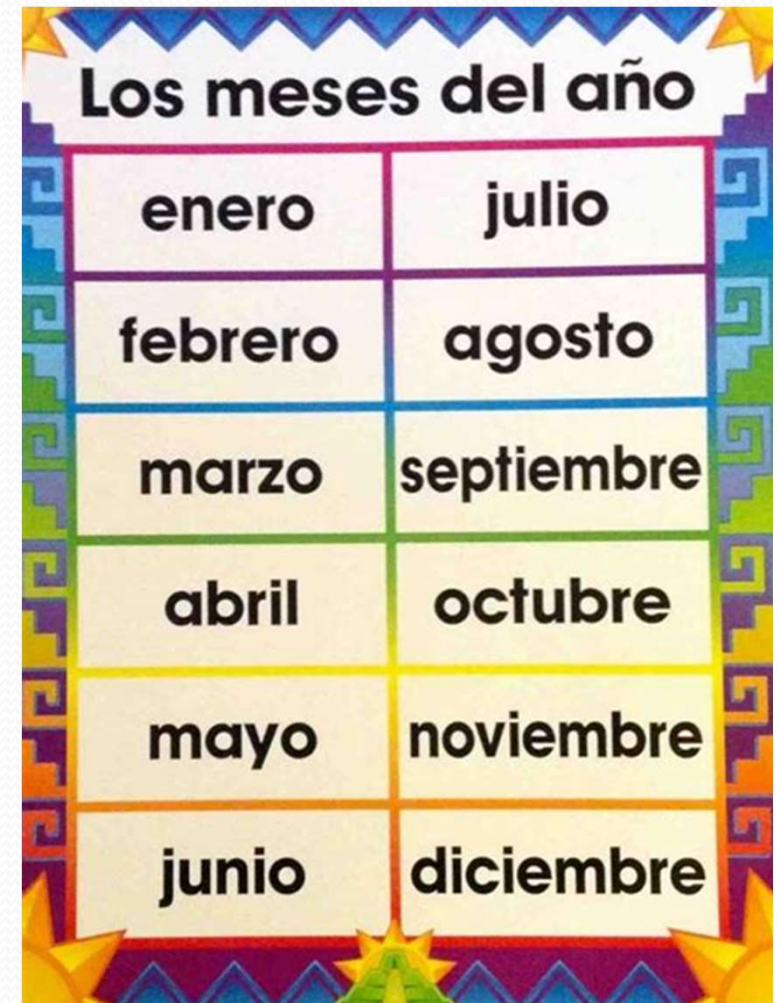 Los meses del año
enero
julio
febrero
agosto
marzo
septiembre
abril
octubre
mayo
noviembre
junio
diciembre